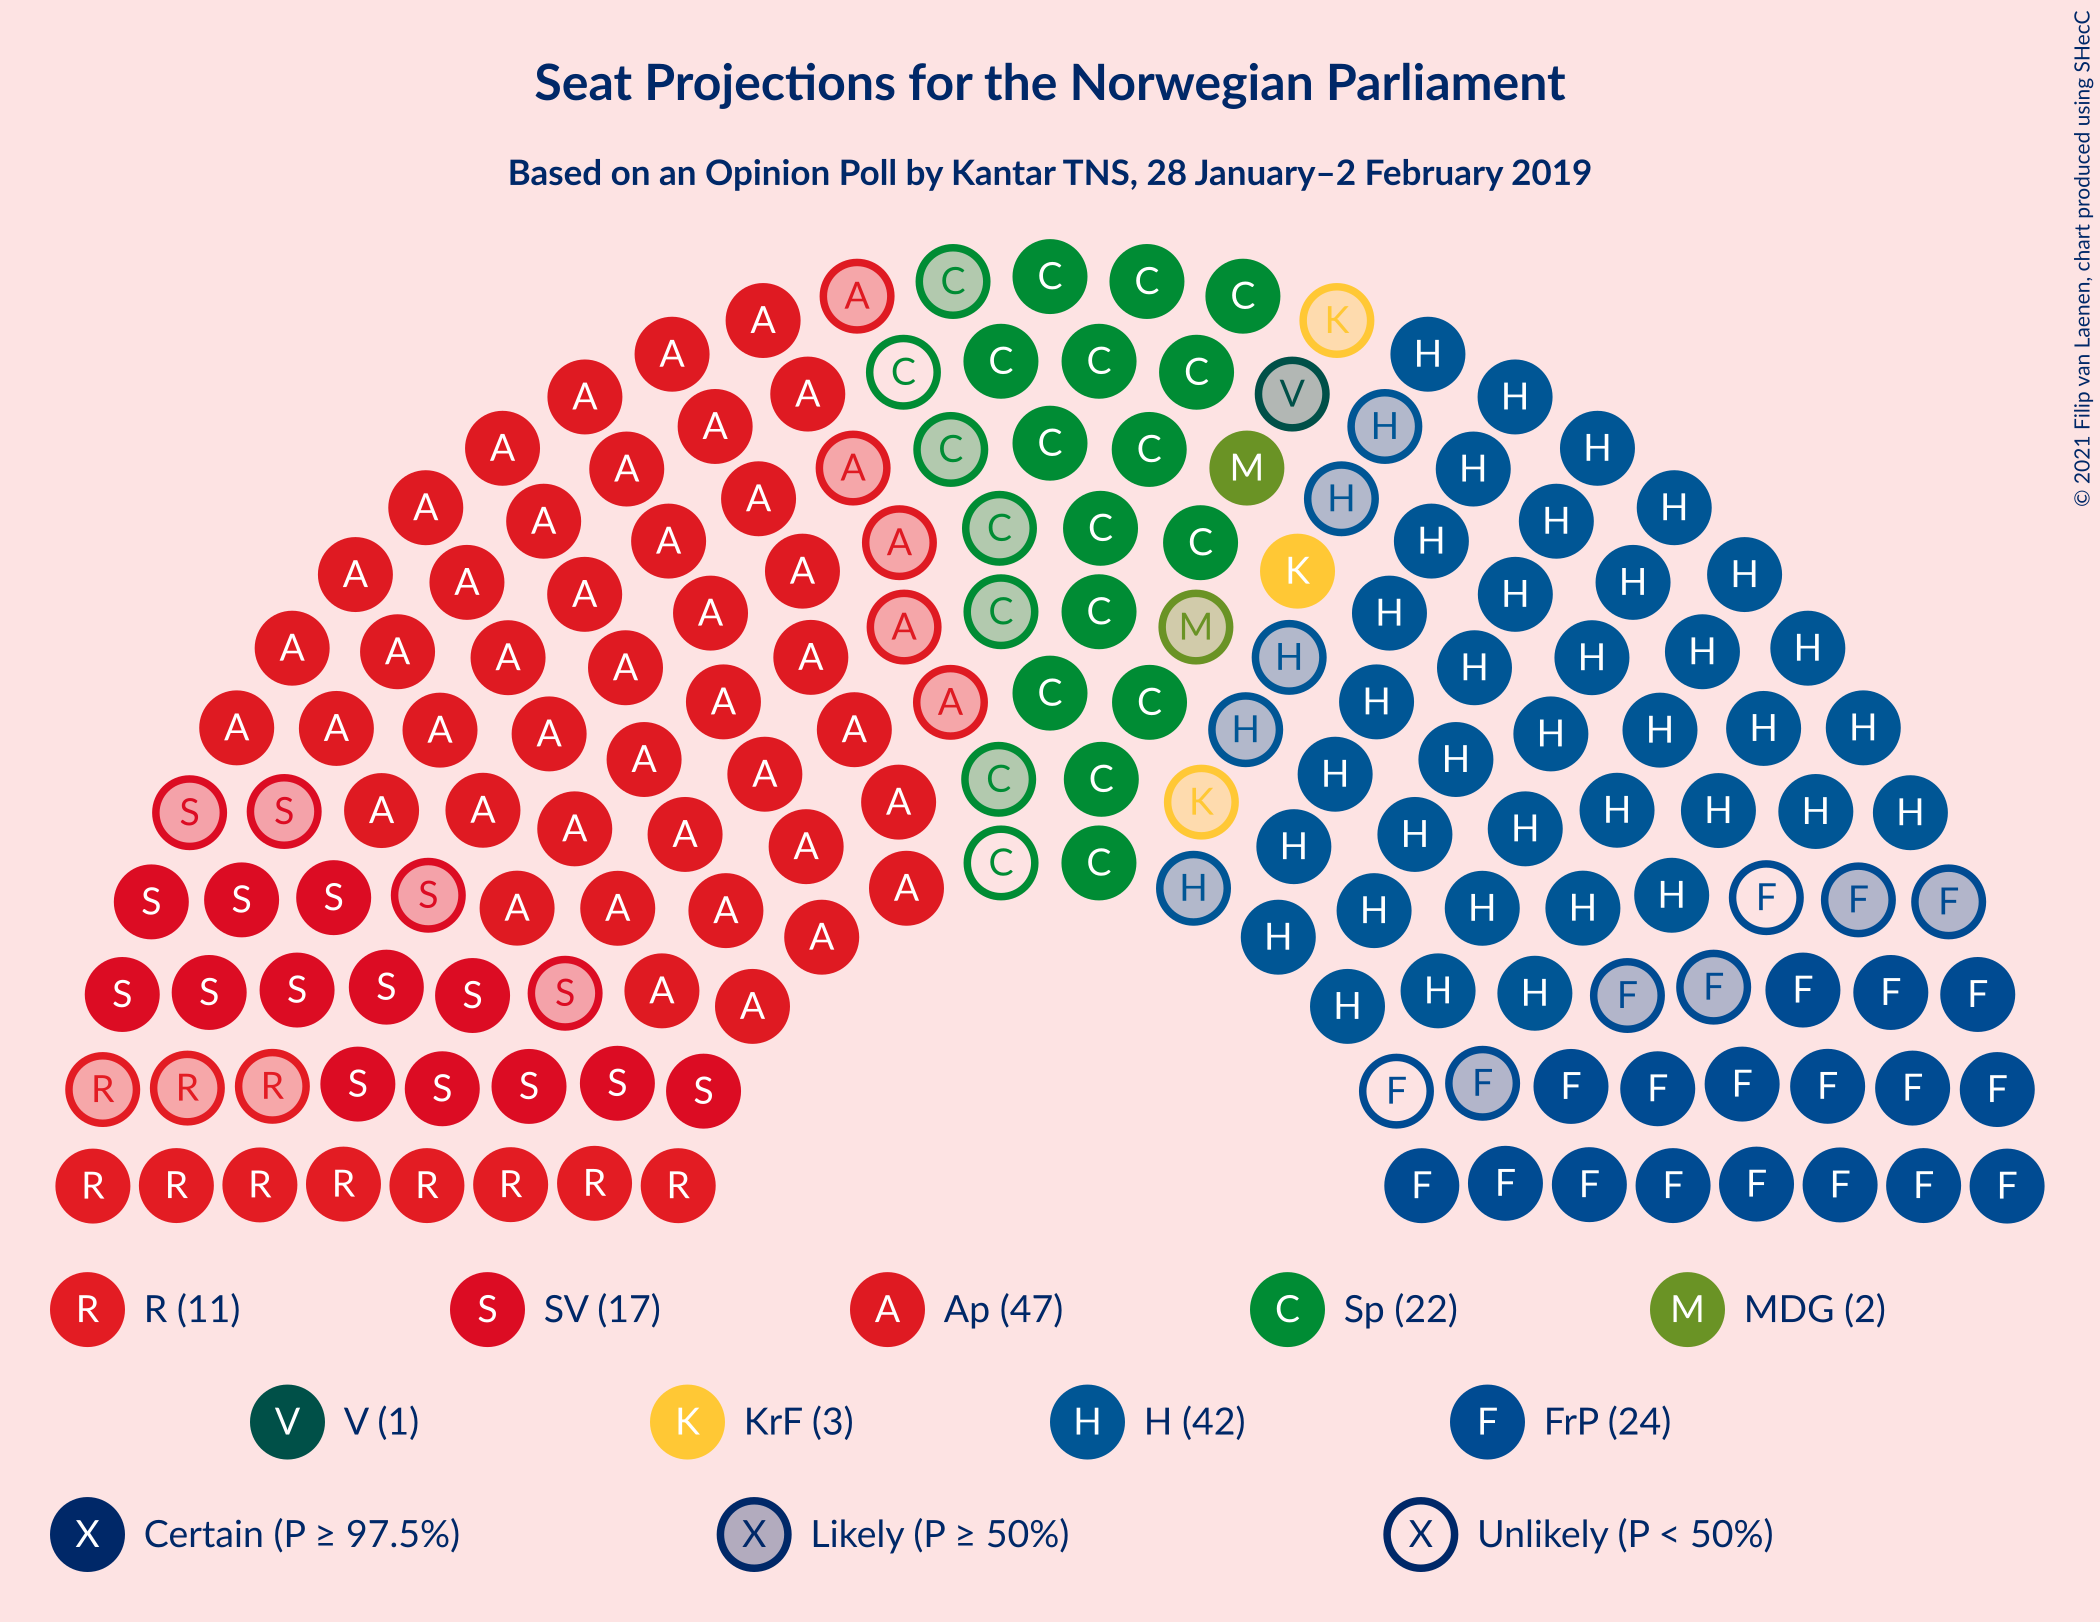 Seat Projections for the Norwegian Parliament
Based on an Opinion Poll by Kantar TNS, 28 January–2 February 2019
© 2021 Filip van Laenen, chart produced using SHecC
A C C C C K
A H
A C C C C V H H
A A A H
A A C C C M H H
A A A H H
A A C C C K H H
A A A H H
A A C C M H H H
A A A A H H H H
A A A A A C C H H H H H
A A A A A A H H H H H H
S S A A A A A A C C K H H H H H H H
S S S S A A A A A C C H H H H H H F F F
S S S S S S A A H H H F F F F F
R R R S S S S S F F F F F F F F
R R R R R R R R F F F F F F F F
R R (11) S SV (17) A Ap (47) C Sp (22) M MDG (2)
V V (1) K KrF (3) H H (42) F FrP (24)
X Certain (P ≥ 97.5%) X Likely (P ≥ 50%) X Unlikely (P < 50%)